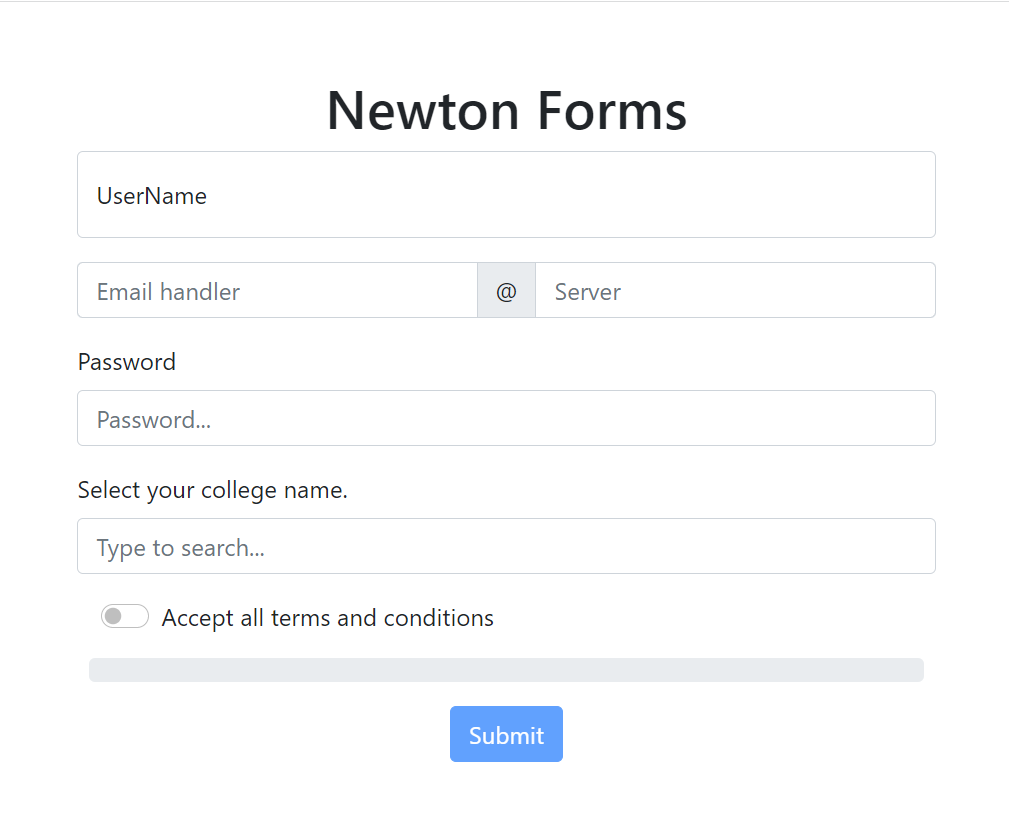 Newton Forms
UserName
Email handler @ Server
Password
Password...
Select your college name.
Type to search...
Accept all terms and conditions
Submit